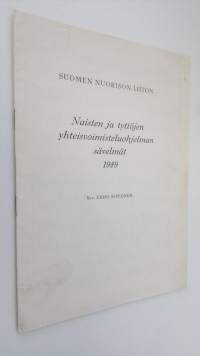 SUOMEN NUORISON LIITON
Naisten ja tyttöjen
yhteisvoimisteluohjelman
sävelmät
1949